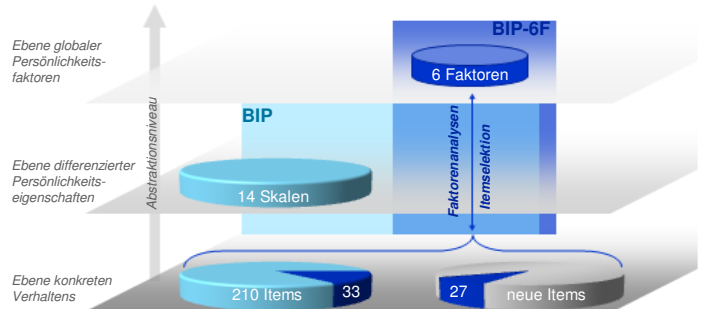 BIP-6F
Ebene globaler
Persönlichkeits-
faktoren
6 Faktoren
BIP
Abstraktionsniveau
Faktorenanalysen
Itemselektion
Ebene differenzierter
Persönlichkeits-
eigenschaften
14 Skalen
Ebene konkreten
Verhaltens
210 Items
33
27
neue Items